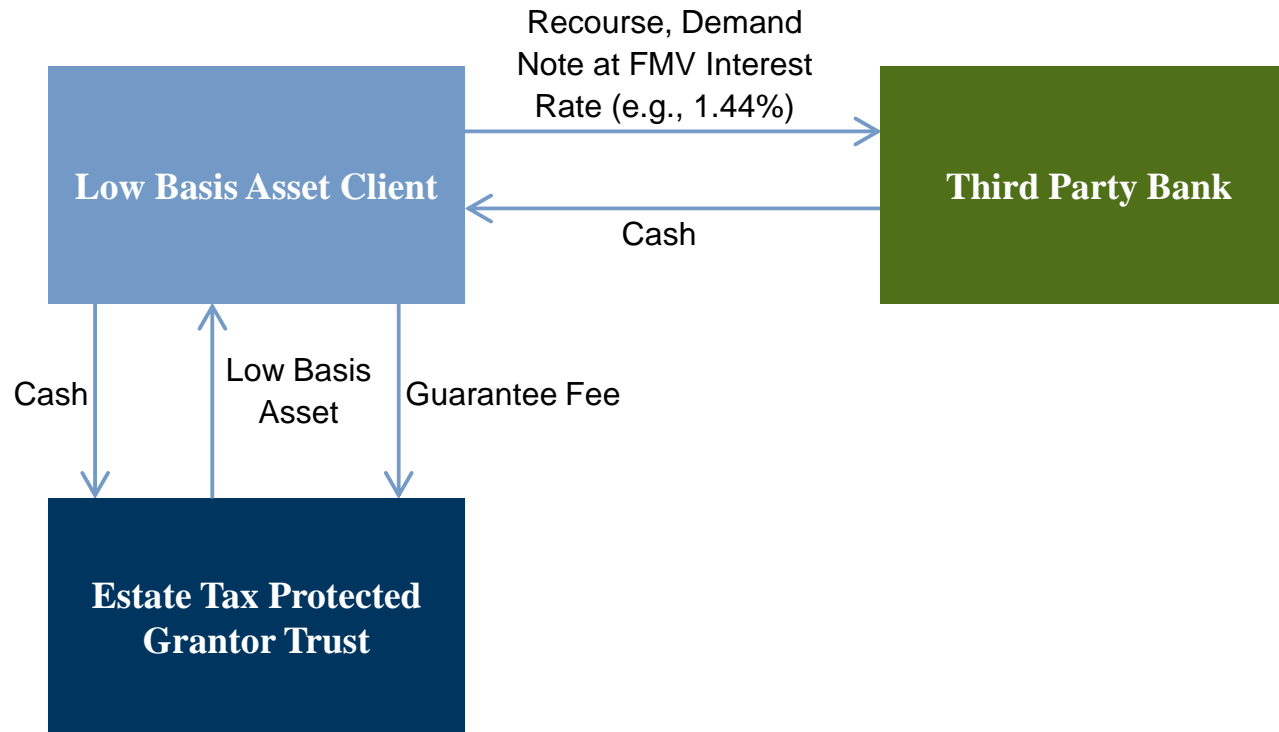 Recourse, Demand
Note at FMV Interest
Rate (e.g., 1.44%)
Low Basis Asset Client
Third Party Bank
Cash
Cash
Low Basis
Asset
Guarantee Fee
Estate Tax Protected
Grantor Trust